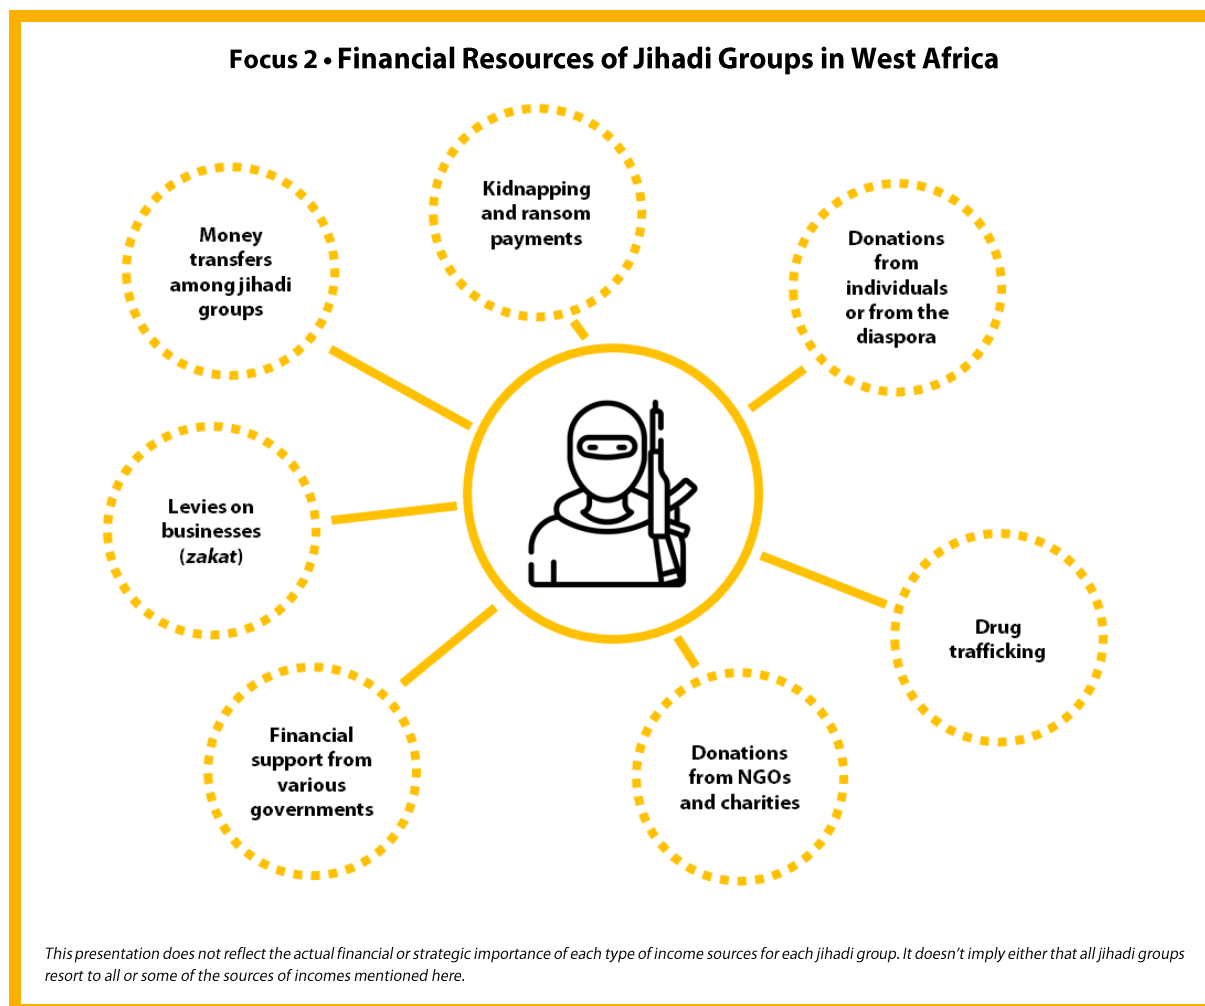 Focus 2 • Financial Resources of Jihadi Groups in West Africa
Kidnapping
and ransom
payments
Money
transfers
among jihadi
groups
Donations
from
individuals
or from the
diaspora
Levies on
businesses
(zakat)
Drug
trafficking
Financial
support from
various
governments
Donations
from NGOs
and charities
This presentation does not reflect the actual financial or strategic importance of each type of income sources for each jihadi group. It doesn't imply either that all jihadi groups
resort to all or some of the sources of incomes mentioned here.